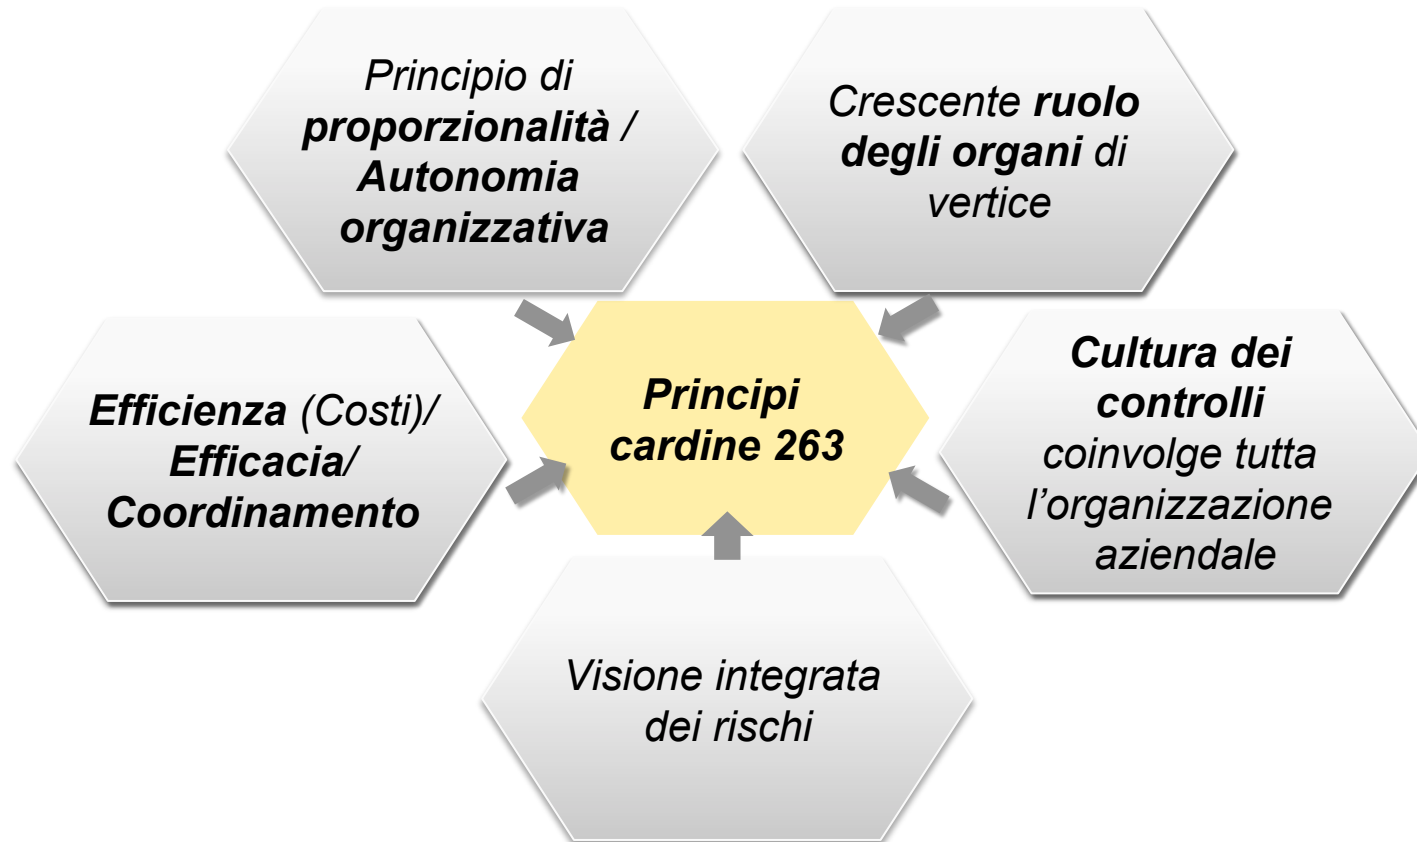 Principio di
proporzionalità /
Autonomia
organizzativa
Crescente ruolo
degli organi di
vertice
Efficienza (Costi)/
Efficacia/
Coordinamento
Principi
cardine 263
Cultura dei
controlli
coinvolge tutta
l’organizzazione
aziendale
Visione integrata
dei rischi